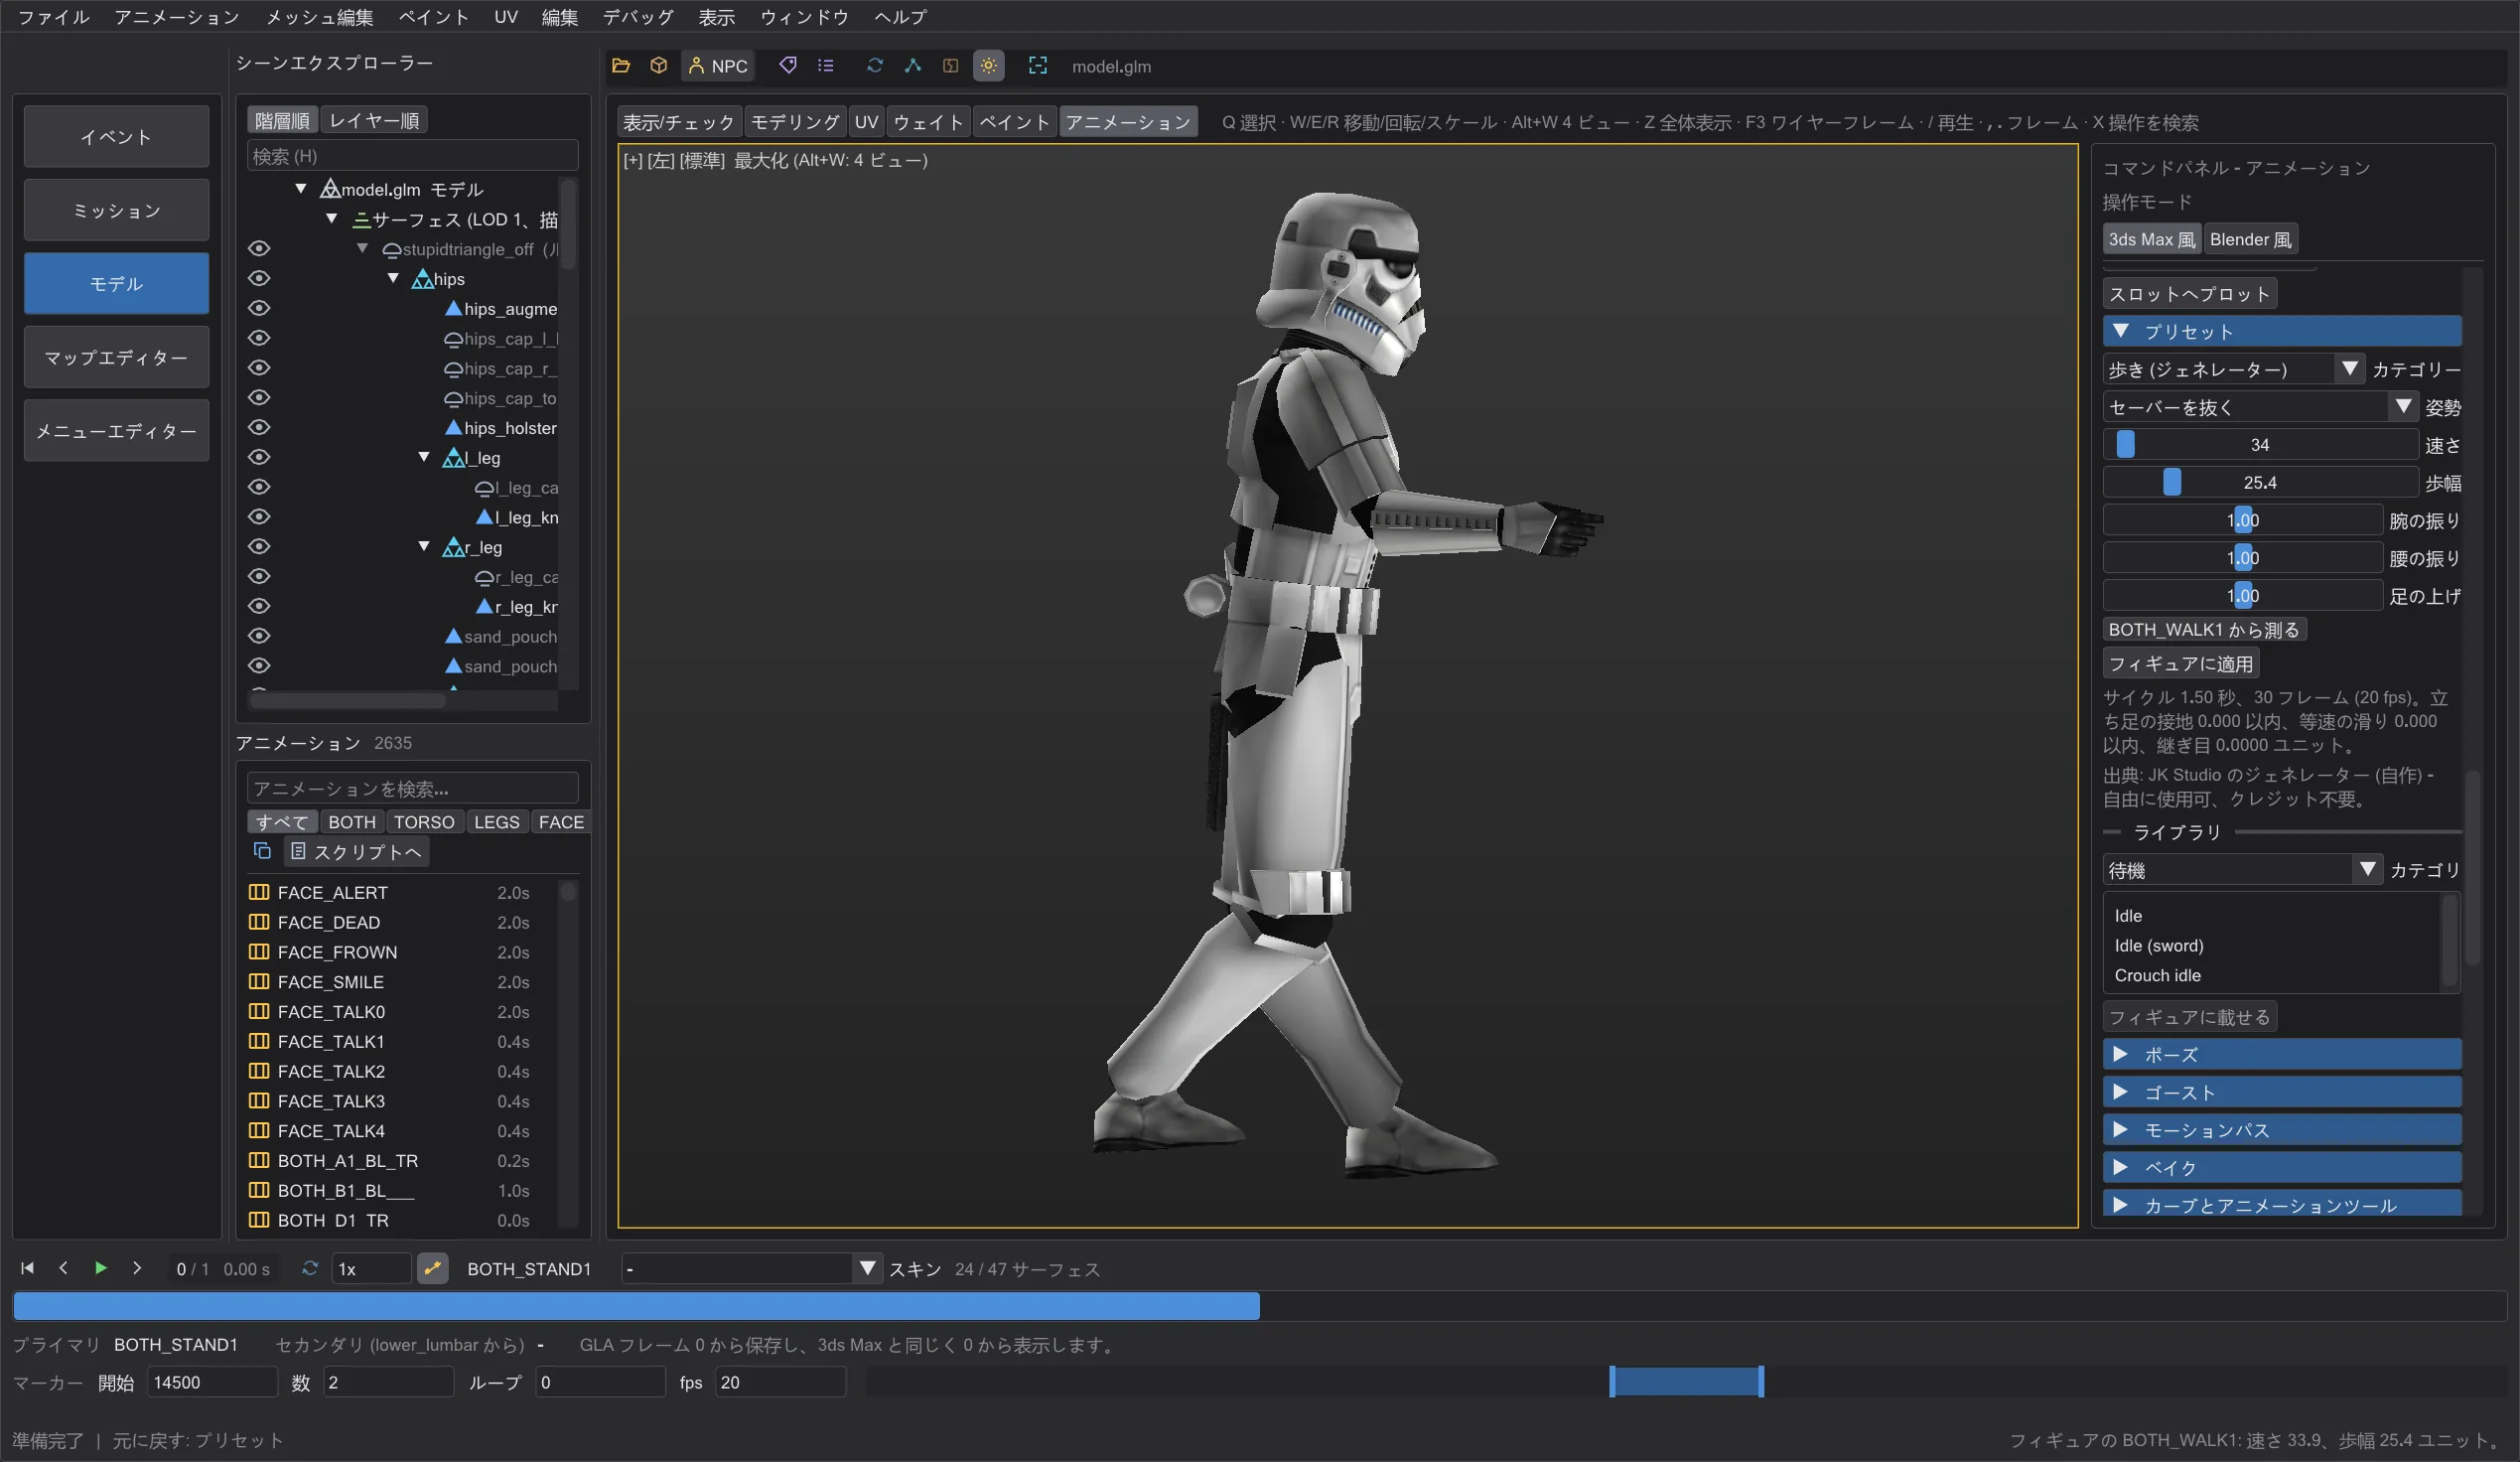 ファイル アニメーション メッシュ編集 ペイント UV 編集 デバッグ 表示 ウィンドウ ヘルプ
シーンエクスプローラー
NPC model.glm
イベント
ミッション
モデル
マップエディター
メニューエディター
階層順 レイヤー順
検索 (H)
model.glm モデル
サーフェス (LOD 1、描
stupidtriangle_off
hips
hips_augme
hips_cap_l_
hips_cap_r_
hips_cap_to
hips_holster
l_leg
l_leg_ca
l_leg_kn
r_leg
r_leg_ca
r_leg_kn
sand_pouch
sand_pouch
アニメーション 2635
アニメーションを検索...
すべて BOTH TORSO LEGS FACE
スクリプトへ
FACE_ALERT 2.0s
FACE_DEAD 2.0s
FACE_FROWN 2.0s
FACE_SMILE 2.0s
FACE_TALK0 2.0s
FACE_TALK1 0.4s
FACE_TALK2 0.4s
FACE_TALK3 0.4s
FACE_TALK4 0.4s
BOTH_A1_BL_TR 0.2s
BOTH_B1_BL___ 1.0s
BOTH_D1_TR 0.0s
表示/チェック モデリング UV ウェイト ペイント アニメーション Q 選択 · W/E/R 移動/回転/スケール · Alt+W 4 ビュー · Z 全体表示 · F3 ワイヤーフレーム · / 再生 · , . フレーム · X 操作を検索
[+] [左] [標準] 最大化 (Alt+W: 4 ビュー)
コマンドパネル - アニメーション
操作モード
3ds Max 風 Blender 風
スロットへプロット
プリセット
歩き (ジェネレーター) カテゴリー
セーバーを抜く 姿勢
34 速さ
25.4 歩幅
1.00 腕の振り
1.00 腰の振り
1.00 足の上げ
BOTH_WALK1 から測る
フィギュアに適用
サイクル 1.50 秒、30 フレーム (20 fps)。立
ち足の接地 0.000 以内、等速の滑り 0.000
以内、継ぎ目 0.0000 ユニット。
出典: JK Studio のジェネレーター (自作) -
自由に使用可、クレジット不要。
ライブラリ
待機 カテゴリ
Idle
Idle (sword)
Crouch idle
フィギュアに載せる
ポーズ
ゴースト
モーションパス
ベイク
カーブとアニメーションツール
0 / 1 0.00 s 1x BOTH_STAND1 - スキン 24 / 47 サーフェス
プライマリ BOTH_STAND1 セカンダリ (lower_lumbar から) - GLA フレーム 0 から保存し、3ds Max と同じく 0 から表示します。
マーカー 開始 14500 数 2 ループ 0 fps 20
準備完了 | 元に戻す: プリセット
フィギュアの BOTH_WALK1: 速さ 33.9、歩幅 25.4 ユニット。